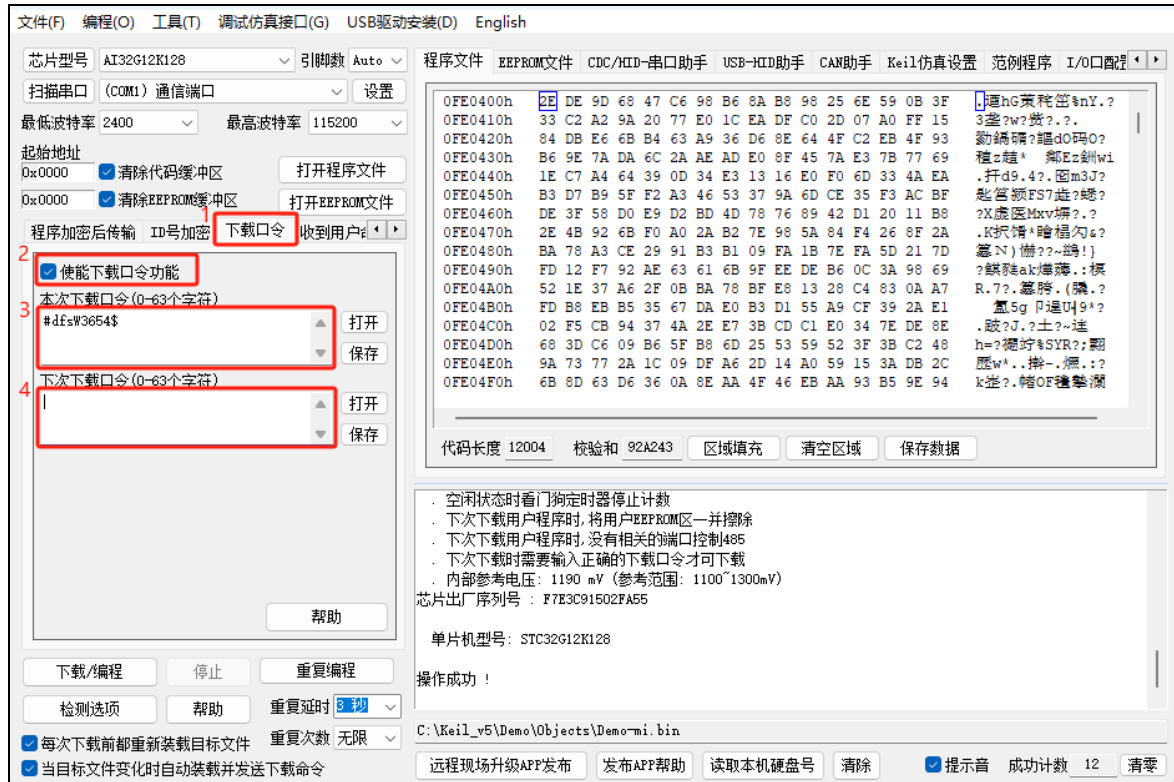 文件(F) 编程(O) 工具(T) 调试仿真接口(G) USB驱动安装(D) English
芯片型号 AI32G12K128 引脚数 Auto
扫描串口 (COM1) 通信端口 设置
最低波特率 2400 最高波特率 115200
起始地址
0x0000 清除代码缓冲区 打开程序文件
0x0000 清除EEPROM缓冲区 打开EEPROM文件
1
程序加密后传输 ID号加密 下载口令 收到用户
2
使能下载口令功能
本次下载口令(0-63个字符)
3
#dfsW3654$
打开
保存
下次下载口令(0-63个字符)
4
打开
保存
帮助
下载/编程 停止 重复编程
检测选项 帮助 重复延时 3 秒
每次下载前都重新装载目标文件 重复次数 无限
当目标文件变化时自动装载并发送下载命令
程序文件 EEPROM文件 CDC/HID-串口助手 USB-HID助手 CAN助手 Keil仿真设置 范例程序 I/O口配
0FE0400h 2E DE 9D 68 47 C6 98 B6 8A B8 98 25 6E 59 0B 3F
0FE0410h 33 C2 A2 9A 20 77 E0 1C EA DF C0 2D 07 A0 FF 15
0FE0420h 84 DB E6 6B B4 63 A9 36 D6 8E 64 4F C2 EB 4F 93
0FE0430h B6 9E 7A DA 6C 2A AE AD E0 8F 45 7A E3 7B 77 69
0FE0440h 1E C7 A4 64 39 0D 34 E3 13 16 E0 F0 6D 33 4A EA
0FE0450h B3 D7 B9 5F F2 A3 46 53 37 9A 6D CE 35 F3 AC BF
0FE0460h DE 3F 58 D0 E9 D2 BD 4D 78 76 89 42 D1 20 11 B8
0FE0470h 2E 4B 92 6B F0 A0 2A B2 7E 98 5A 84 F4 26 8F 2A
0FE0480h BA 78 A3 CE 29 91 B3 B1 09 FA 1B 7E FA 5D 21 7D
0FE0490h FD 12 F7 92 AE 63 61 6B 9F EE DE B6 0C 3A 98 69
0FE04A0h 52 1E 37 A6 2F 0B BA 78 BF E8 13 28 C4 83 0A A7
0FE04B0h FD B8 EB B5 35 67 DA E0 B3 D1 55 A9 CF 39 2A E1
0FE04C0h 02 F5 CB 94 37 4A 2E E7 3B CD C1 E0 34 7E DE 8E
0FE04D0h 68 3D C6 09 B6 5F B8 6D 25 53 59 52 3F 3B C2 48
0FE04E0h 9A 73 77 2A 1C 09 DF A6 2D 14 A0 59 15 3A DB 2C
0FE04F0h 6B 8D 63 D6 36 0A 8E AA 4F 46 EB AA 93 B5 9E 94
代码长度 12004 校验和 92A243 区域填充 清空区域 保存数据
. 空闲状态时看门狗定时器停止计数
. 下次下载用户程序时,将用户EEPROM区一并擦除
. 下次下载用户程序时,没有相关的端口控制485
. 下次下载时需要输入正确的下载口令才可下载
. 内部参考电压: 1190 mV (参考范围: 1100~1300mV)
芯片出厂序列号 : F7E3C91502FA55
单片机型号: STC32G12K128
操作成功 !
C:\Keil_v5\Demo\Objects\Demo-mi.bin
远程现场升级APP发布 发布APP帮助 读取本机硬盘号 清除 提示音 成功计数 12 清零